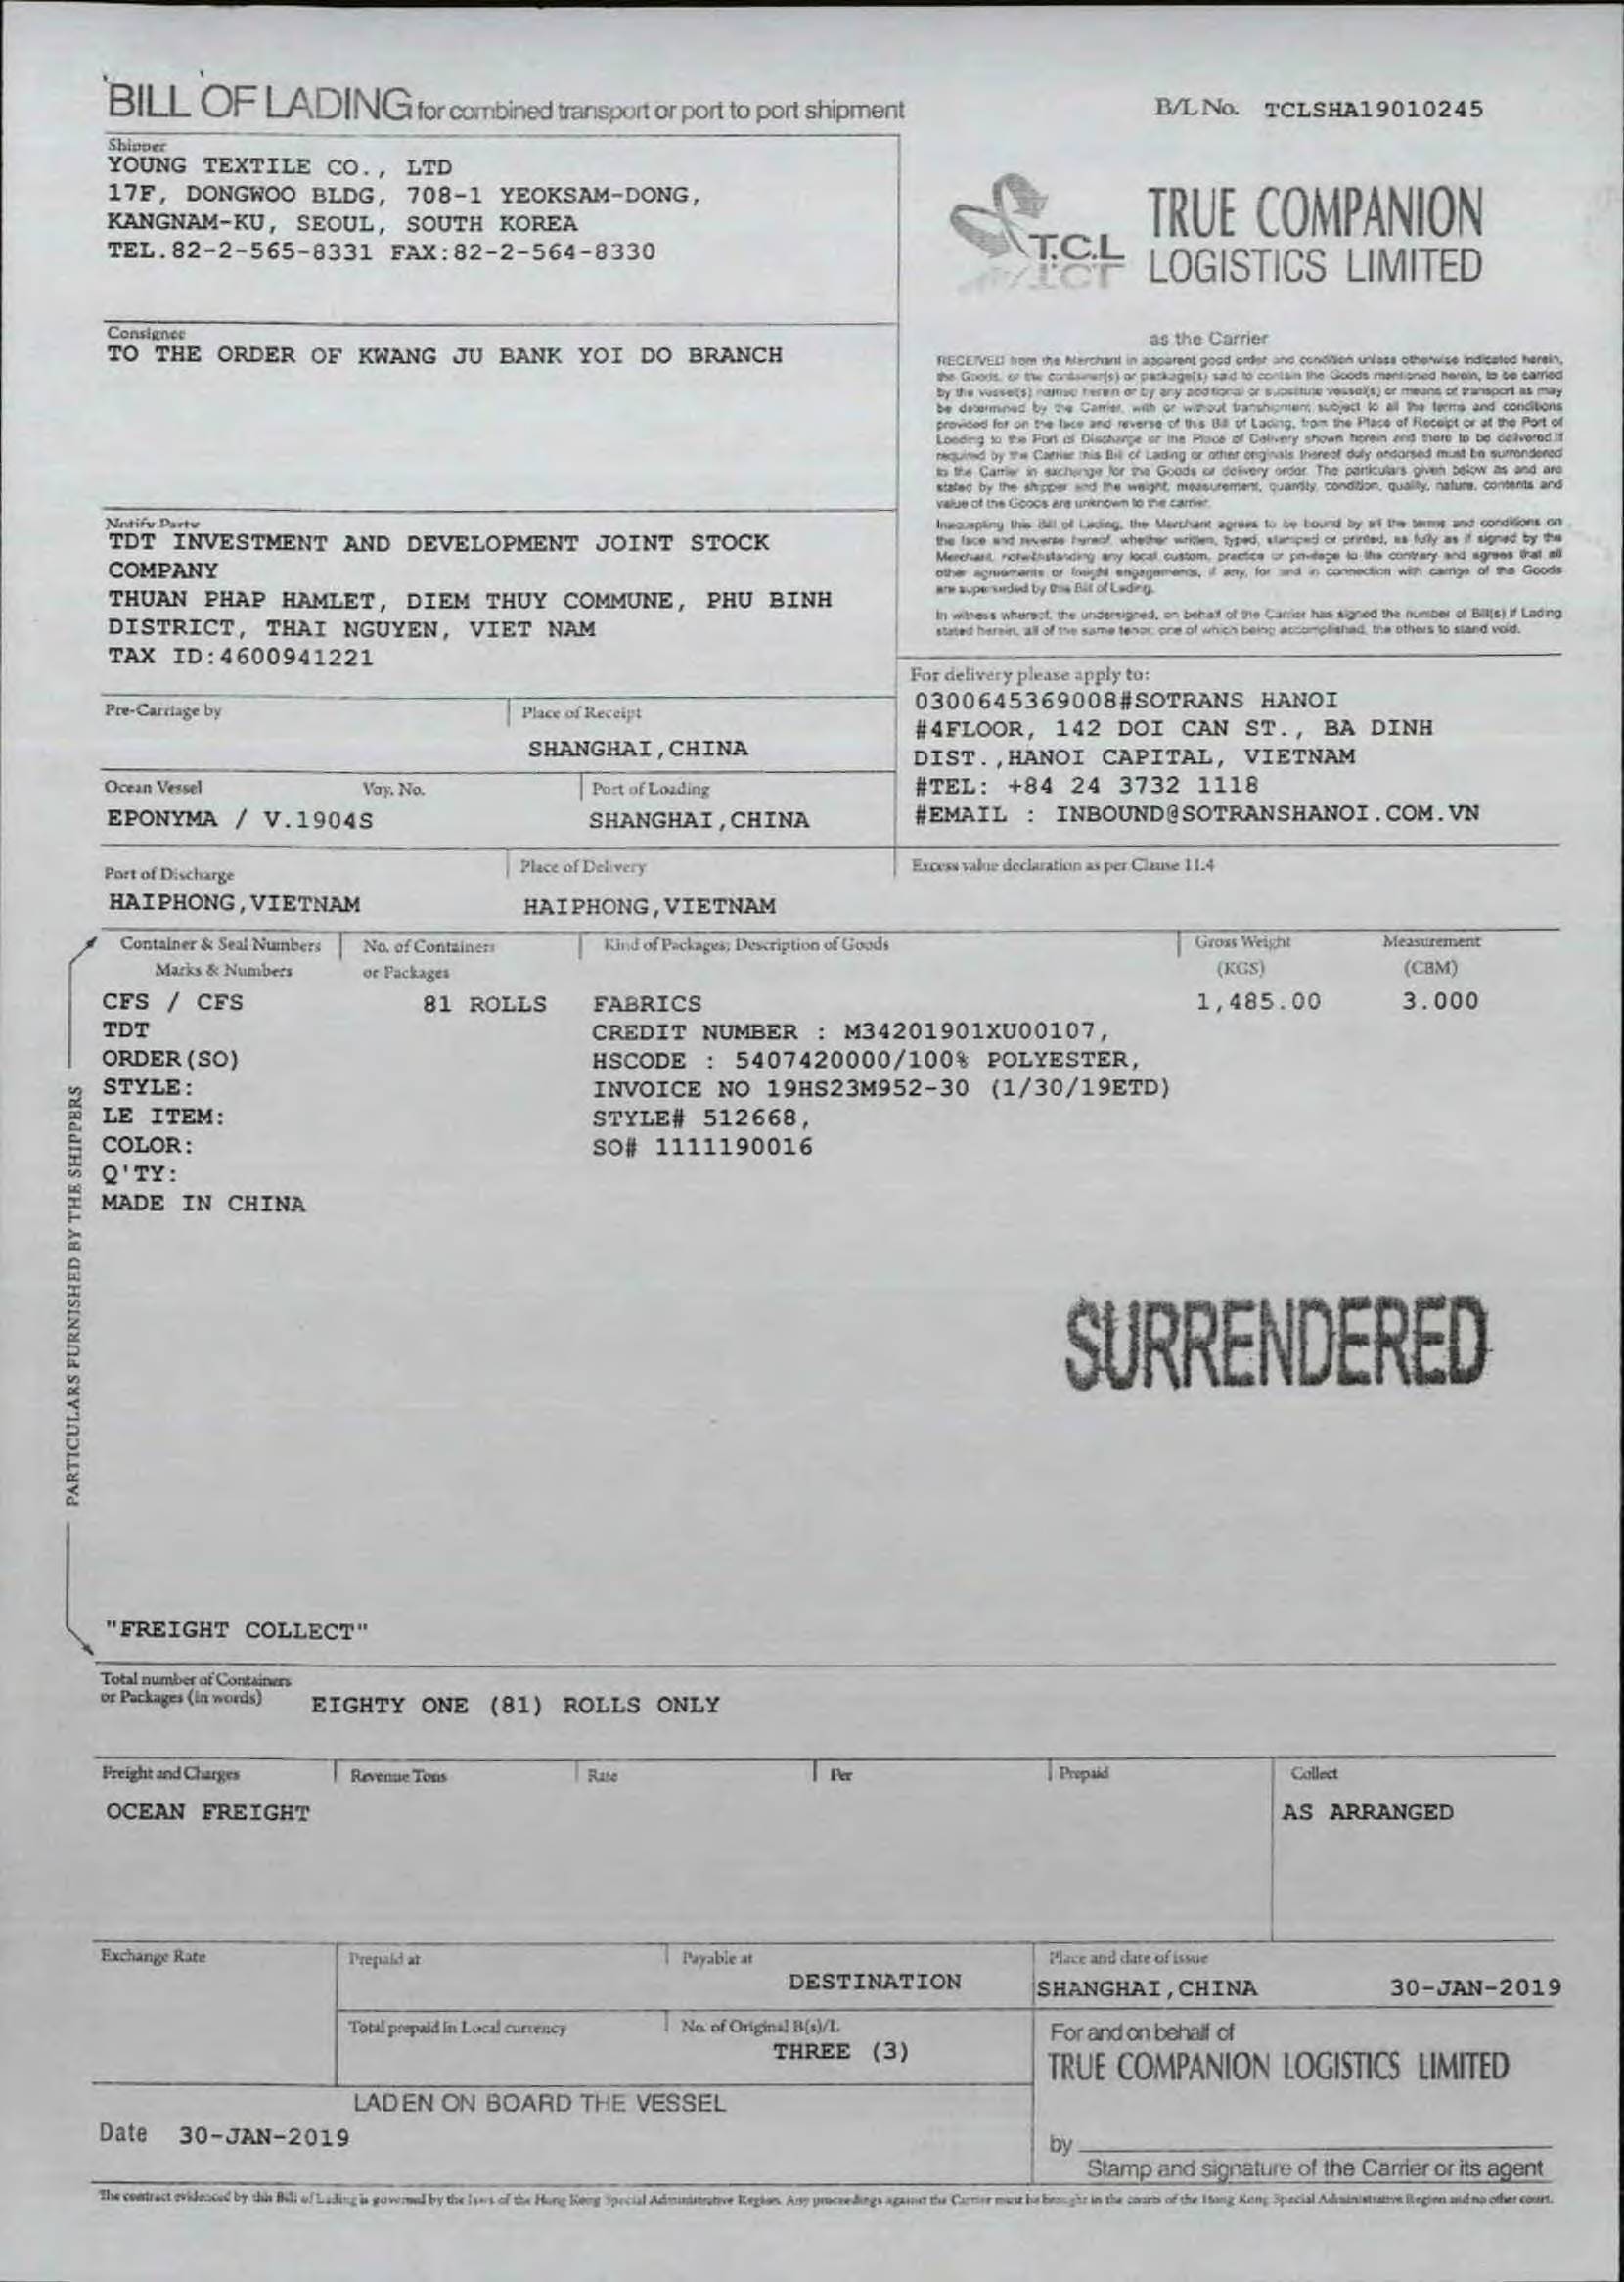 BILL OF LADING for combined transport or port to port shipment
B/L No. TCLSHA19010245
Shipper
YOUNG TEXTILE CO., LTD
17F, DONGWOO BLDG, 708-1 YEOKSAM-DONG,
KANGNAM-KU, SEOUL, SOUTH KOREA
TEL.82-2-565-8331 FAX:82-2-564-8330
T.C.L
TRUE COMPANION
LOGISTICS LIMITED
Consignee
TO THE ORDER OF KWANG JU BANK YOI DO BRANCH
as the Carrier
RECEIVED from the Merchant in apparent good order and condition unless otherwise indicated herein,
the Goods, or the container(s) or package(s) said to contain the Goods mentioned herein, to be carried
by the vessel(s) named herein or by any additional or substitute vessel(s) or means of transport as may
be determined by the Carrier, with or without transhipment subject to all the terms and conditions
provided for on the face and reverse of this Bill of Lading, from the Place of Receipt or at the Port of
Loading to the Port of Discharge or the Place of Delivery shown herein and there to be delivered. If
required by the Carrier this Bill of Lading or other originals thereof duly endorsed must be surrendered
to the Carrier in exchange for the Goods or delivery order. The particulars given below as and are
stated by the shipper and the weight, measurement, quantity, condition, quality, nature, contents and
value of the Goods are unknown to the carrier.
In accepting this Bill of Lading, the Merchant agrees to be bound by all the terms and conditions on
the face and reverse hereof, whether written, typed, stamped or printed, as fully as if signed by the
Merchant, notwithstanding any local custom, practice or privilege to the contrary and agrees that all
other agreements or freight engagements, if any, for and in connection with carriage of the Goods
are superseded by this Bill of Lading.
In witness whereof, the undersigned, on behalf of the Carrier has signed the number of Bill(s) if Lading
stated herein, all of the same tenor, one of which being accomplished, the others to stand void.
Notify Party
TDT INVESTMENT AND DEVELOPMENT JOINT STOCK
COMPANY
THUAN PHAP HAMLET, DIEM THUY COMMUNE, PHU BINH
DISTRICT, THAI NGUYEN, VIET NAM
TAX ID:4600941221
For delivery please apply to:
0300645369008#SOTRANS HANOI
#4FLOOR, 142 DOI CAN ST., BA DINH
DIST.,HANOI CAPITAL, VIETNAM
#TEL: +84 24 3732 1118
#EMAIL : INBOUND@SOTRANSHANOI.COM.VN
Pre-Carriage by
Place of Receipt
SHANGHAI,CHINA
Ocean Vessel Voy. No.
Port of Loading
EPONYMA / V.1904S
SHANGHAI,CHINA
Port of Discharge
Place of Delivery
Excess value declaration as per Clause 11.4
HAIPHONG,VIETNAM
HAIPHONG,VIETNAM
Container & Seal Numbers
Marks & Numbers
No. of Containers
or Packages
Kind of Packages; Description of Goods
Gross Weight
(KGS)
Measurement
(CBM)
CFS / CFS 81 ROLLS FABRICS 1,485.00 3.000
TDT CREDIT NUMBER : M34201901XU00107,
ORDER(SO) HSCODE : 5407420000/100% POLYESTER,
STYLE: INVOICE NO 19HS23M952-30 (1/30/19ETD)
LE ITEM: STYLE# 512668,
COLOR: SO# 1111190016
Q'TY:
MADE IN CHINA
PARTICULARS FURNISHED BY THE SHIPPERS
SURRENDERED
"FREIGHT COLLECT"
Total number of Containers
or Packages (in words)
EIGHTY ONE (81) ROLLS ONLY
Freight and Charges Revenue Tons Rate Per Prepaid Collect
OCEAN FREIGHT AS ARRANGED
Exchange Rate Prepaid at Payable at Place and date of issue
DESTINATION SHANGHAI,CHINA 30-JAN-2019
Total prepaid in Local currency No. of Original B(s)/L
THREE (3)
For and on behalf of
TRUE COMPANION LOGISTICS LIMITED
LADEN ON BOARD THE VESSEL
Date 30-JAN-2019
by
Stamp and signature of the Carrier or its agent
The contract evidenced by this Bill of Lading is governed by the laws of the Hong Kong Special Administrative Region. Any proceedings against the Carrier must be brought in the courts of the Hong Kong Special Administrative Region and no other court.